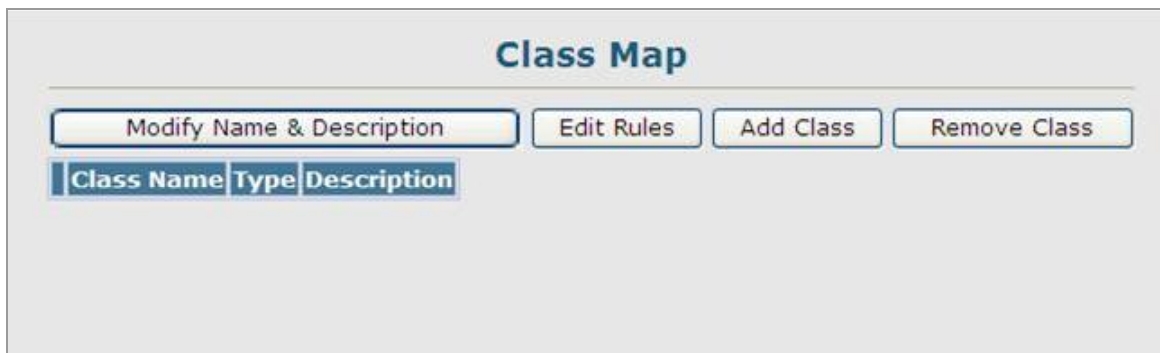 Class Map
Modify Name & Description Edit Rules Add Class Remove Class
Class Name Type Description